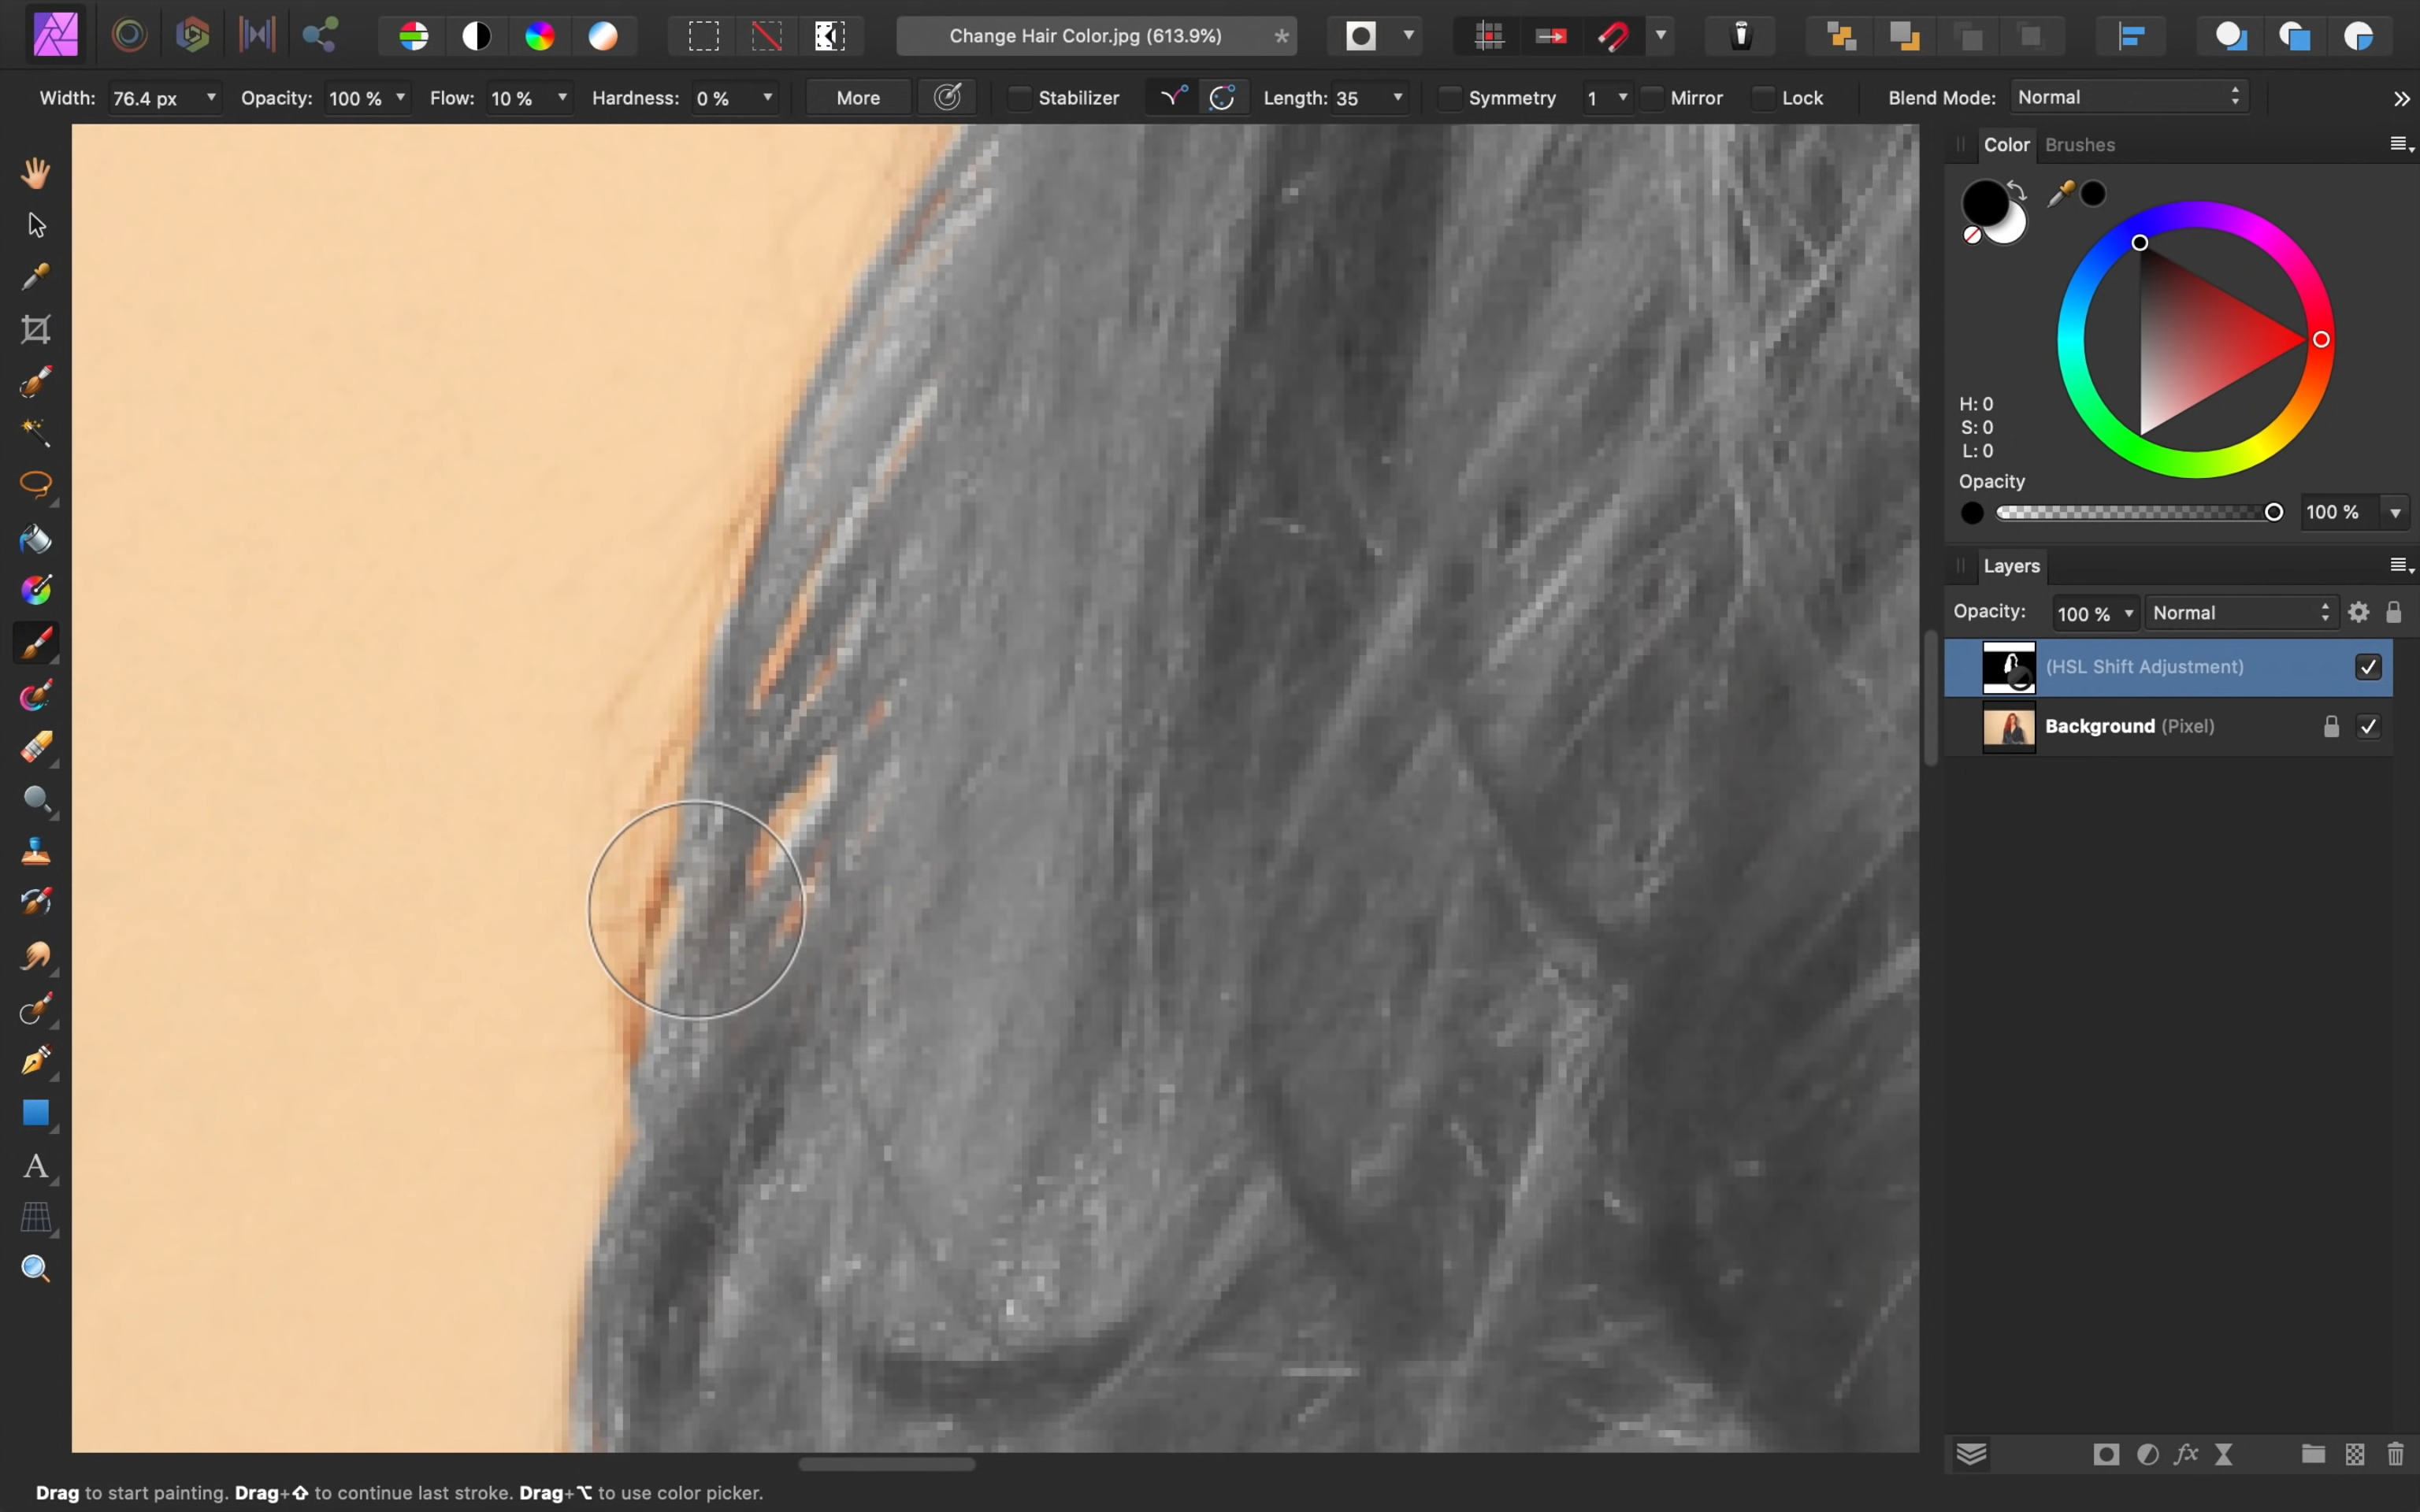 Change Hair Color.jpg (613.9%) *
Width: 76.4 px Opacity: 100 % Flow: 10 % Hardness: 0 % More Stabilizer Length: 35 Symmetry 1 Mirror Lock Blend Mode: Normal
Color Brushes
H: 0
S: 0
L: 0
Opacity
100 %
Layers
Opacity: 100 % Normal
(HSL Shift Adjustment)
Background (Pixel)
A
fx
Drag to start painting. Drag+⇧ to continue last stroke. Drag+⌥ to use color picker.